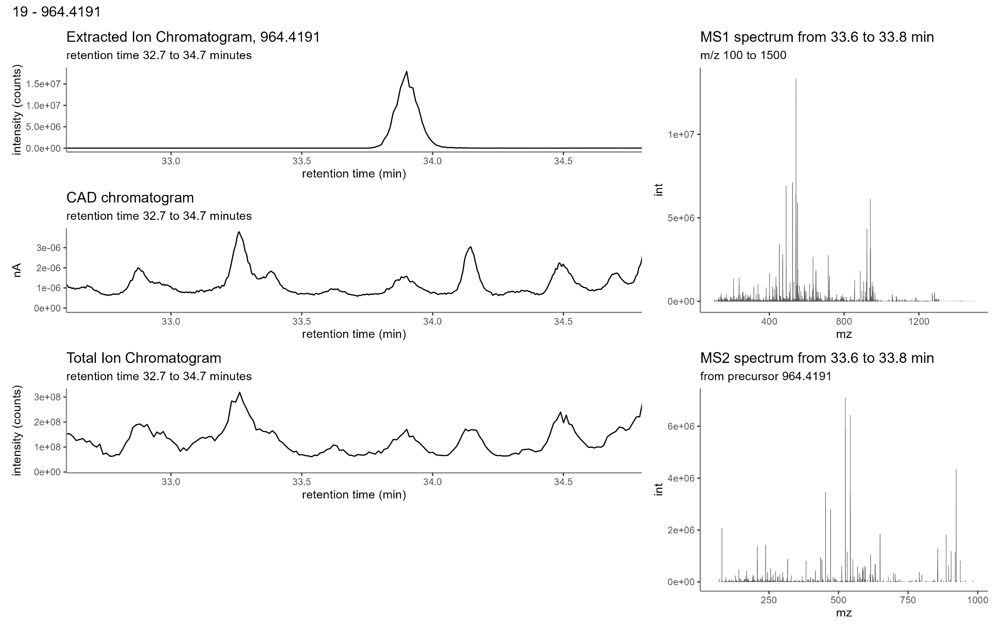 19 - 964.4191
Extracted Ion Chromatogram, 964.4191
retention time 32.7 to 34.7 minutes
intensity (counts)
1.5e+07
1.0e+07
5.0e+06
0.0e+00
33.0 33.5 34.0 34.5
retention time (min)
CAD chromatogram
retention time 32.7 to 34.7 minutes
nA
3e-06
2e-06
1e-06
0e+00
33.0 33.5 34.0 34.5
retention time (min)
Total Ion Chromatogram
retention time 32.7 to 34.7 minutes
intensity (counts)
3e+08
2e+08
1e+08
0e+00
33.0 33.5 34.0 34.5
retention time (min)
MS1 spectrum from 33.6 to 33.8 min
m/z 100 to 1500
int
1e+07
5e+06
0e+00
400 800 1200
mz
MS2 spectrum from 33.6 to 33.8 min
from precursor 964.4191
int
6e+06
4e+06
2e+06
0e+00
250 500 750 1000
mz